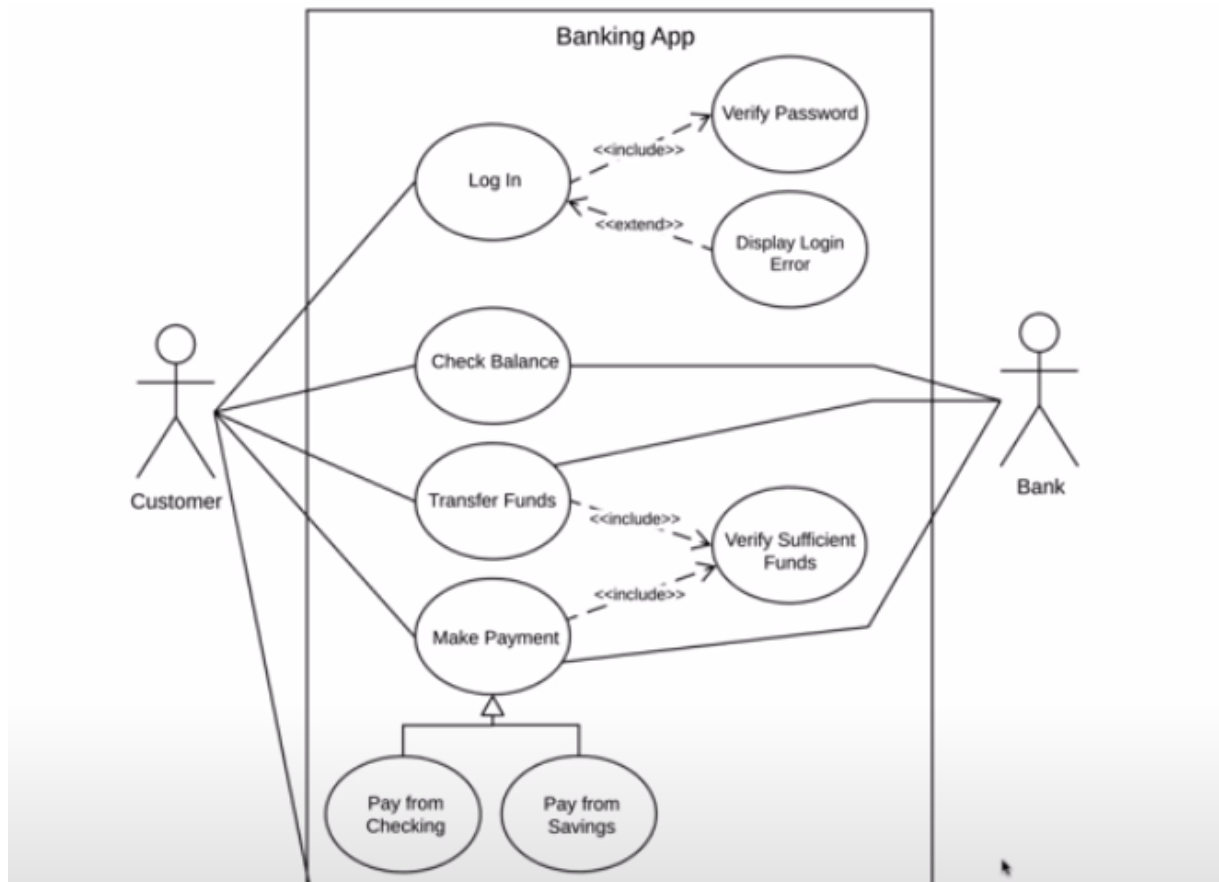 Banking App
Verify Password
<<include>>
Log In
<<extend>>
Display Login
Error
Check Balance
Customer
Bank
Transfer Funds
<<include>>
Verify Sufficient
Funds
<<include>>
Make Payment
Pay from
Checking
Pay from
Savings